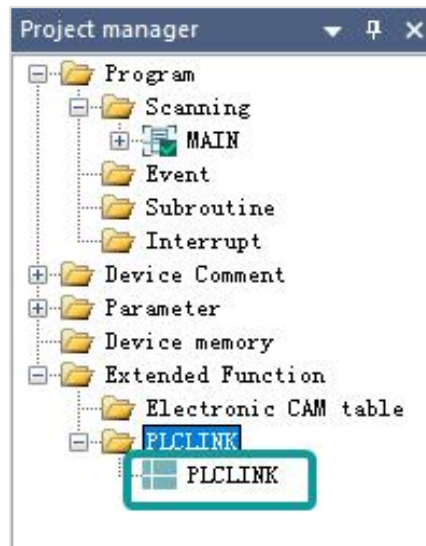 Project manager
Program
Scanning
MAIN
Event
Subroutine
Interrupt
Device Comment
Parameter
Device memory
Extended Function
Electronic CAM table
PLCLINK
PLCLINK